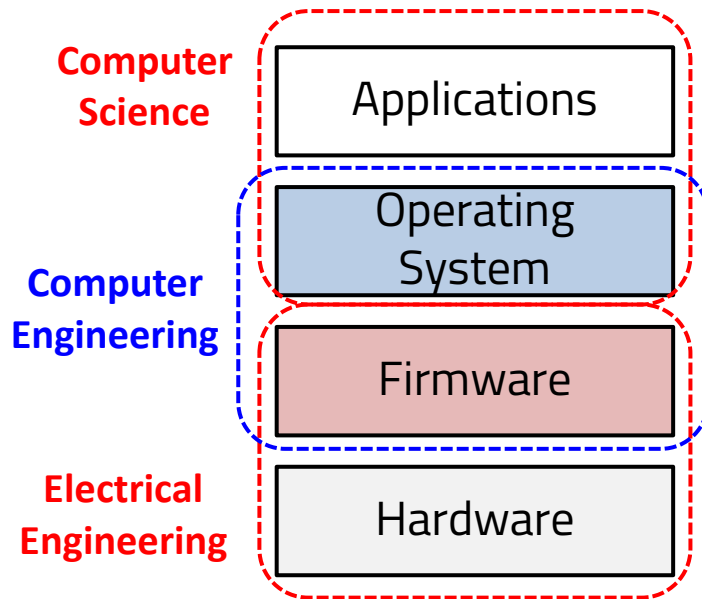 Computer
Science
Applications
Operating
System
Computer
Engineering
Firmware
Electrical
Engineering
Hardware